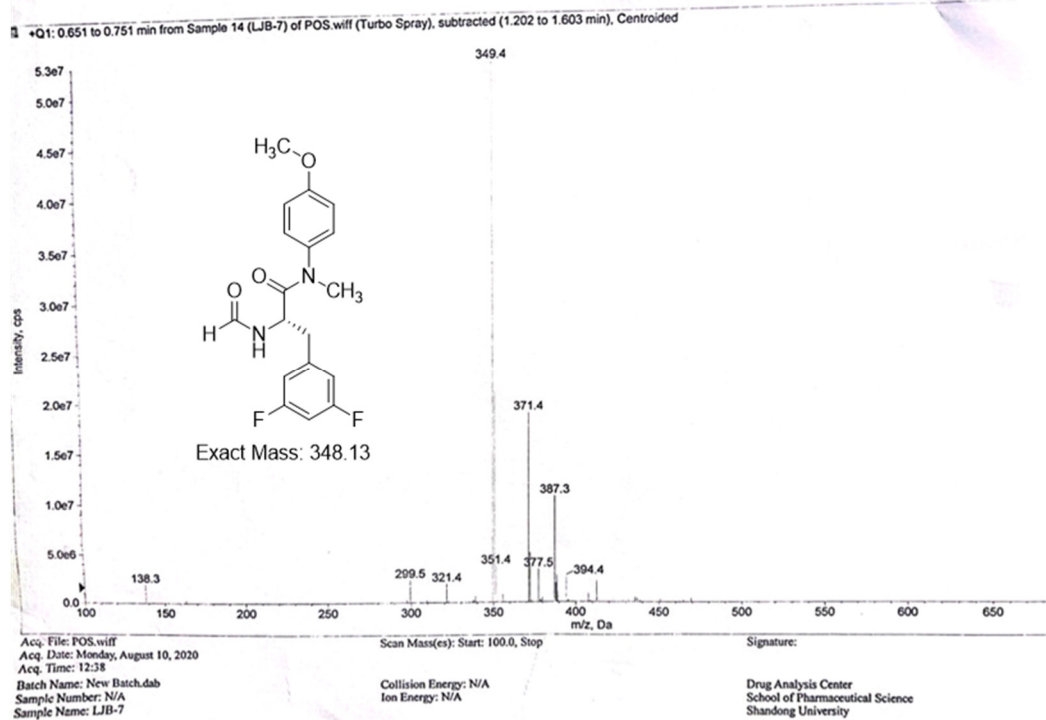 +Q1: 0.651 to 0.751 min from Sample 14 (LJB-7) of POS.wiff (Turbo Spray), subtracted (1.202 to 1.603 min), Centroided
349.4
5.3e7
5.0e7
4.5e7
4.0e7
3.5e7
3.0e7
2.5e7
2.0e7
1.5e7
1.0e7
5.0e6
0.0
Intensity, cps
H₃C
O
O
N
CH₃
O
H
N
H
F
F
Exact Mass: 348.13
371.4
387.3
351.4
377.5
394.4
138.3
299.5
321.4
100
150
200
250
300
350
400
450
500
550
600
650
m/z, Da
Acq. File: POS.wiff
Acq. Date: Monday, August 10, 2020
Acq. Time: 12:38
Batch Name: New Batch.dab
Sample Number: N/A
Sample Name: LJB-7
Scan Mass(es): Start: 100.0, Stop
Collision Energy: N/A
Ion Energy: N/A
Signature:
Drug Analysis Center
School of Pharmaceutical Science
Shandong University